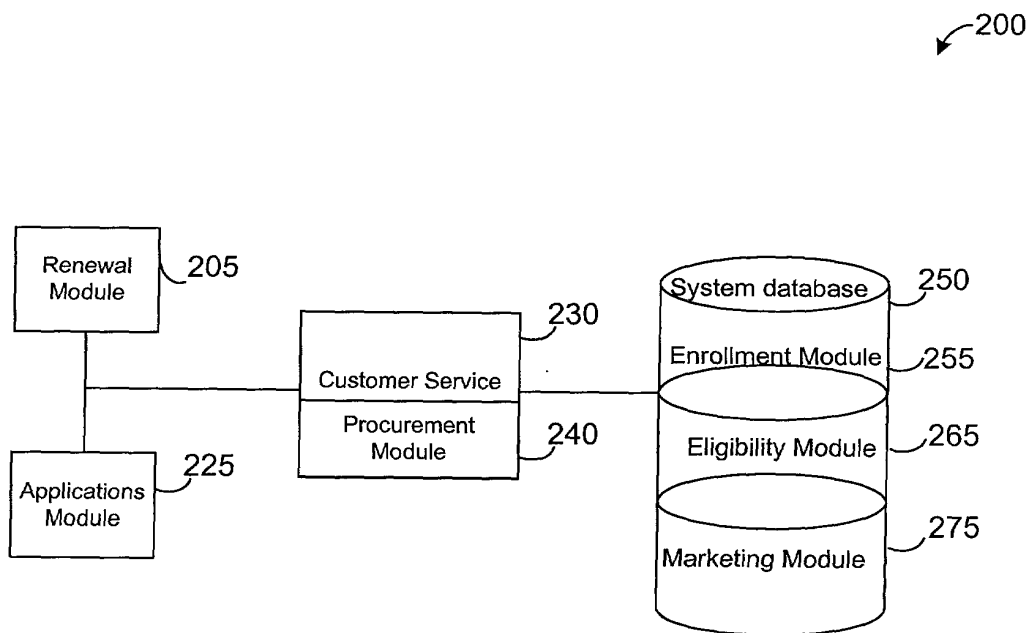 200
Renewal
Module
205
Applications
Module
225
230
Customer Service
Procurement
Module
240
System database
250
Enrollment Module
255
Eligibility Module
265
Marketing Module
275